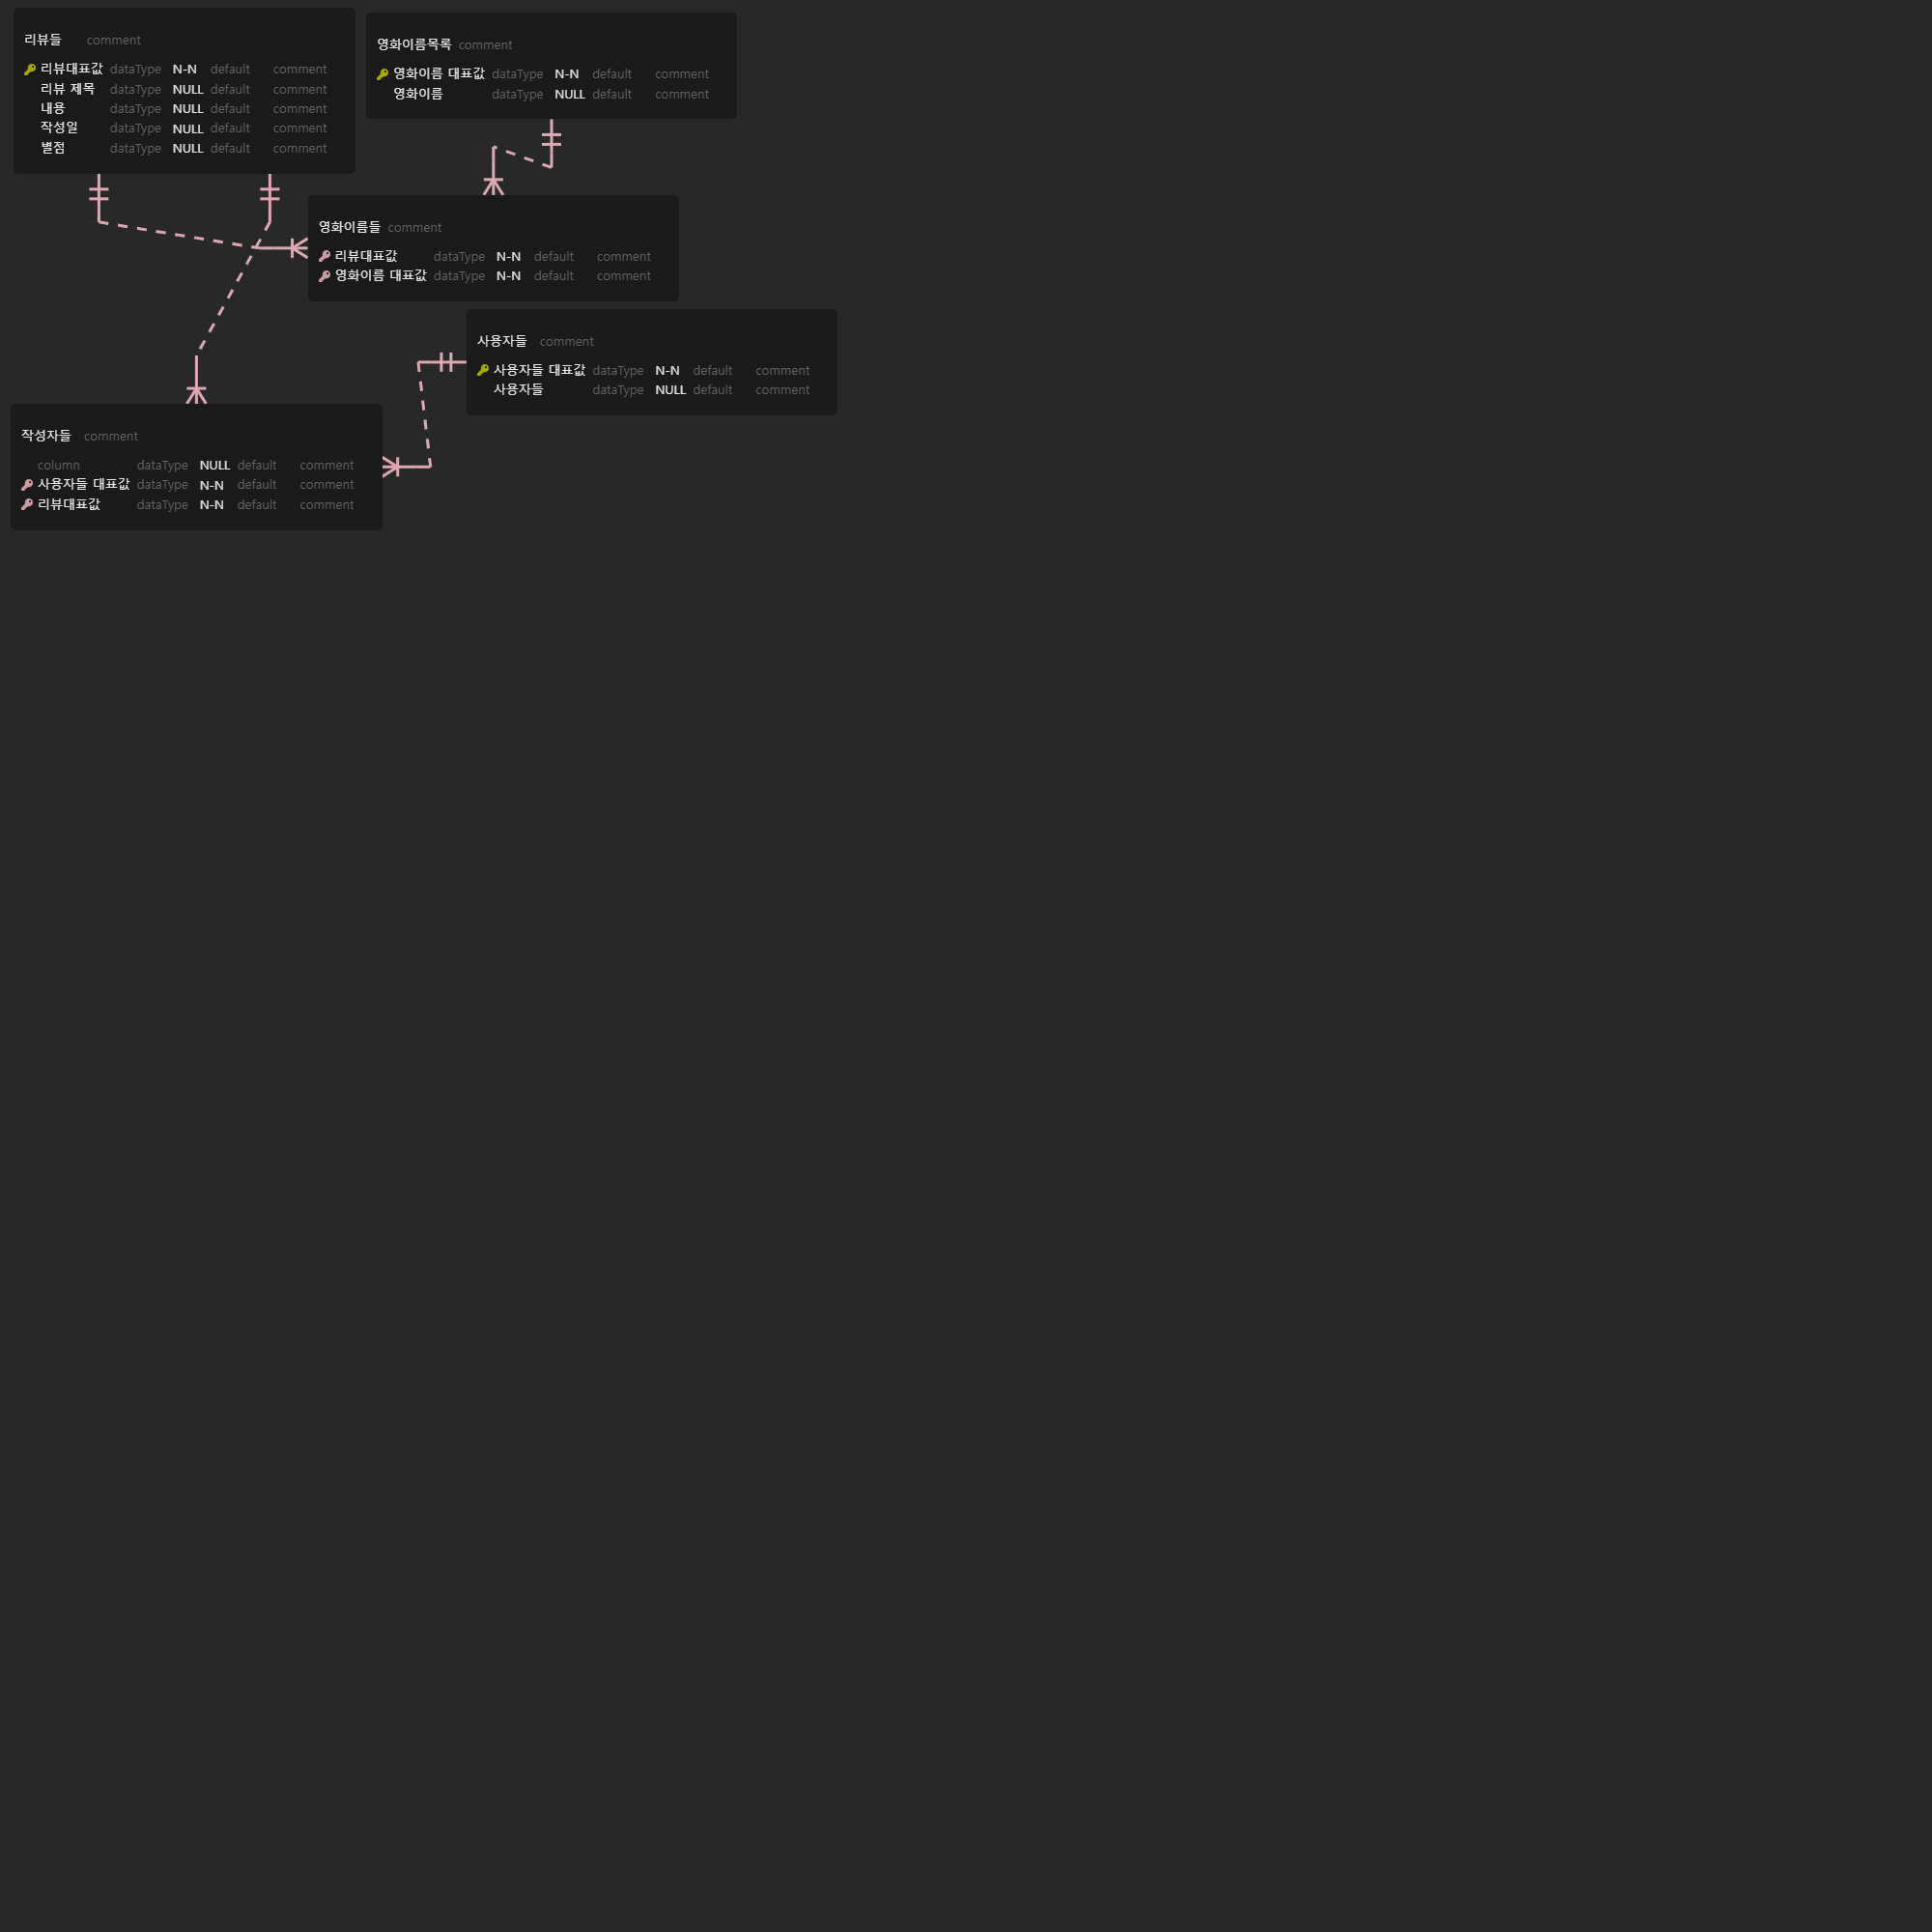 리뷰들 comment
리뷰대표값 dataType N-N default comment
리뷰 제목 dataType NULL default comment
내용 dataType NULL default comment
작성일 dataType NULL default comment
별점 dataType NULL default comment
영화이름목록 comment
영화이름 대표값 dataType N-N default comment
영화이름 dataType NULL default comment
영화이름들 comment
리뷰대표값 dataType N-N default comment
영화이름 대표값 dataType N-N default comment
사용자들 comment
사용자들 대표값 dataType N-N default comment
사용자들 dataType NULL default comment
작성자들 comment
column dataType NULL default comment
사용자들 대표값 dataType N-N default comment
리뷰대표값 dataType N-N default comment